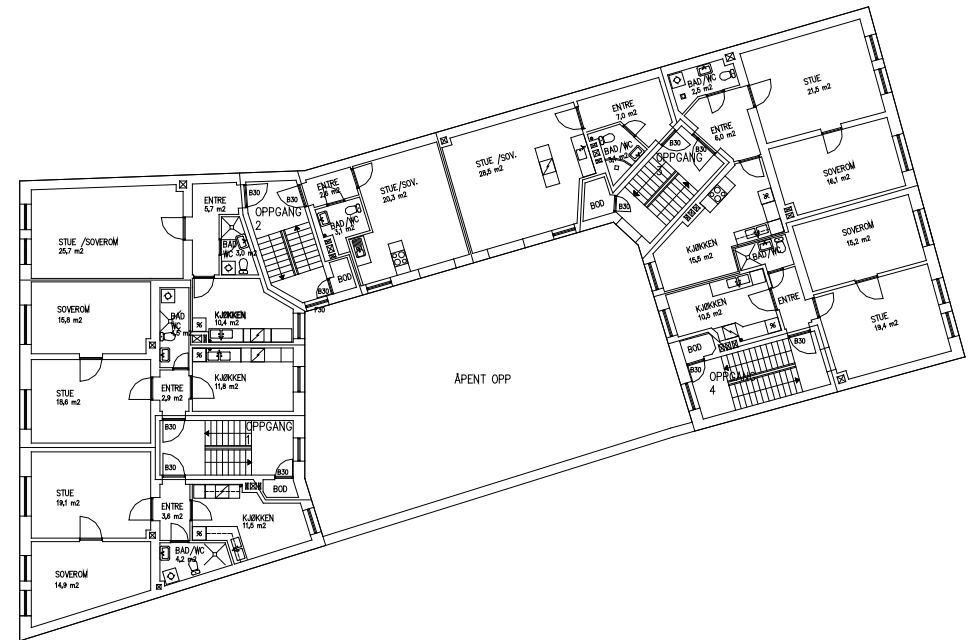 STUE
21,5 m2
BAD/WC
2,5 m2
ENTRE
7,0 m2
ENTRE
6,0 m2
B30
B30
BAD/WC
OPPGANG
3
SOVEROM
16,1 m2
STUE /SOV.
28,5 m2
ENTRE
2,6 m2
STUE/SOV.
20,3 m2
B30
B30
BOD
B30
ENTRE
5,7 m2
OPPGANG
2
BAD/WC
3,1 m2
STUE /SOVEROM
25,7 m2
BAD
WC 3,0 m2
SOVEROM
15,2 m2
KJØKKEN
15,5 m2
BAD/WC
BOD
B30
F30
SOVEROM
15,8 m2
BAD
WC
KJØKKEN
10,4 m2
KJØKKEN
10,5 m2
ENTRE
STUE
19,4 m2
BOD
B30
B30
OPPGANG
4
ÅPENT OPP
STUE
18,6 m2
ENTRE
2,9 m2
KJØKKEN
11,8 m2
B30
OPPGANG
1
B30
B30
BOD
STUE
19,1 m2
ENTRE
3,6 m2
KJØKKEN
11,5 m2
BAD/WC
4,2 m2
SOVEROM
14,9 m2